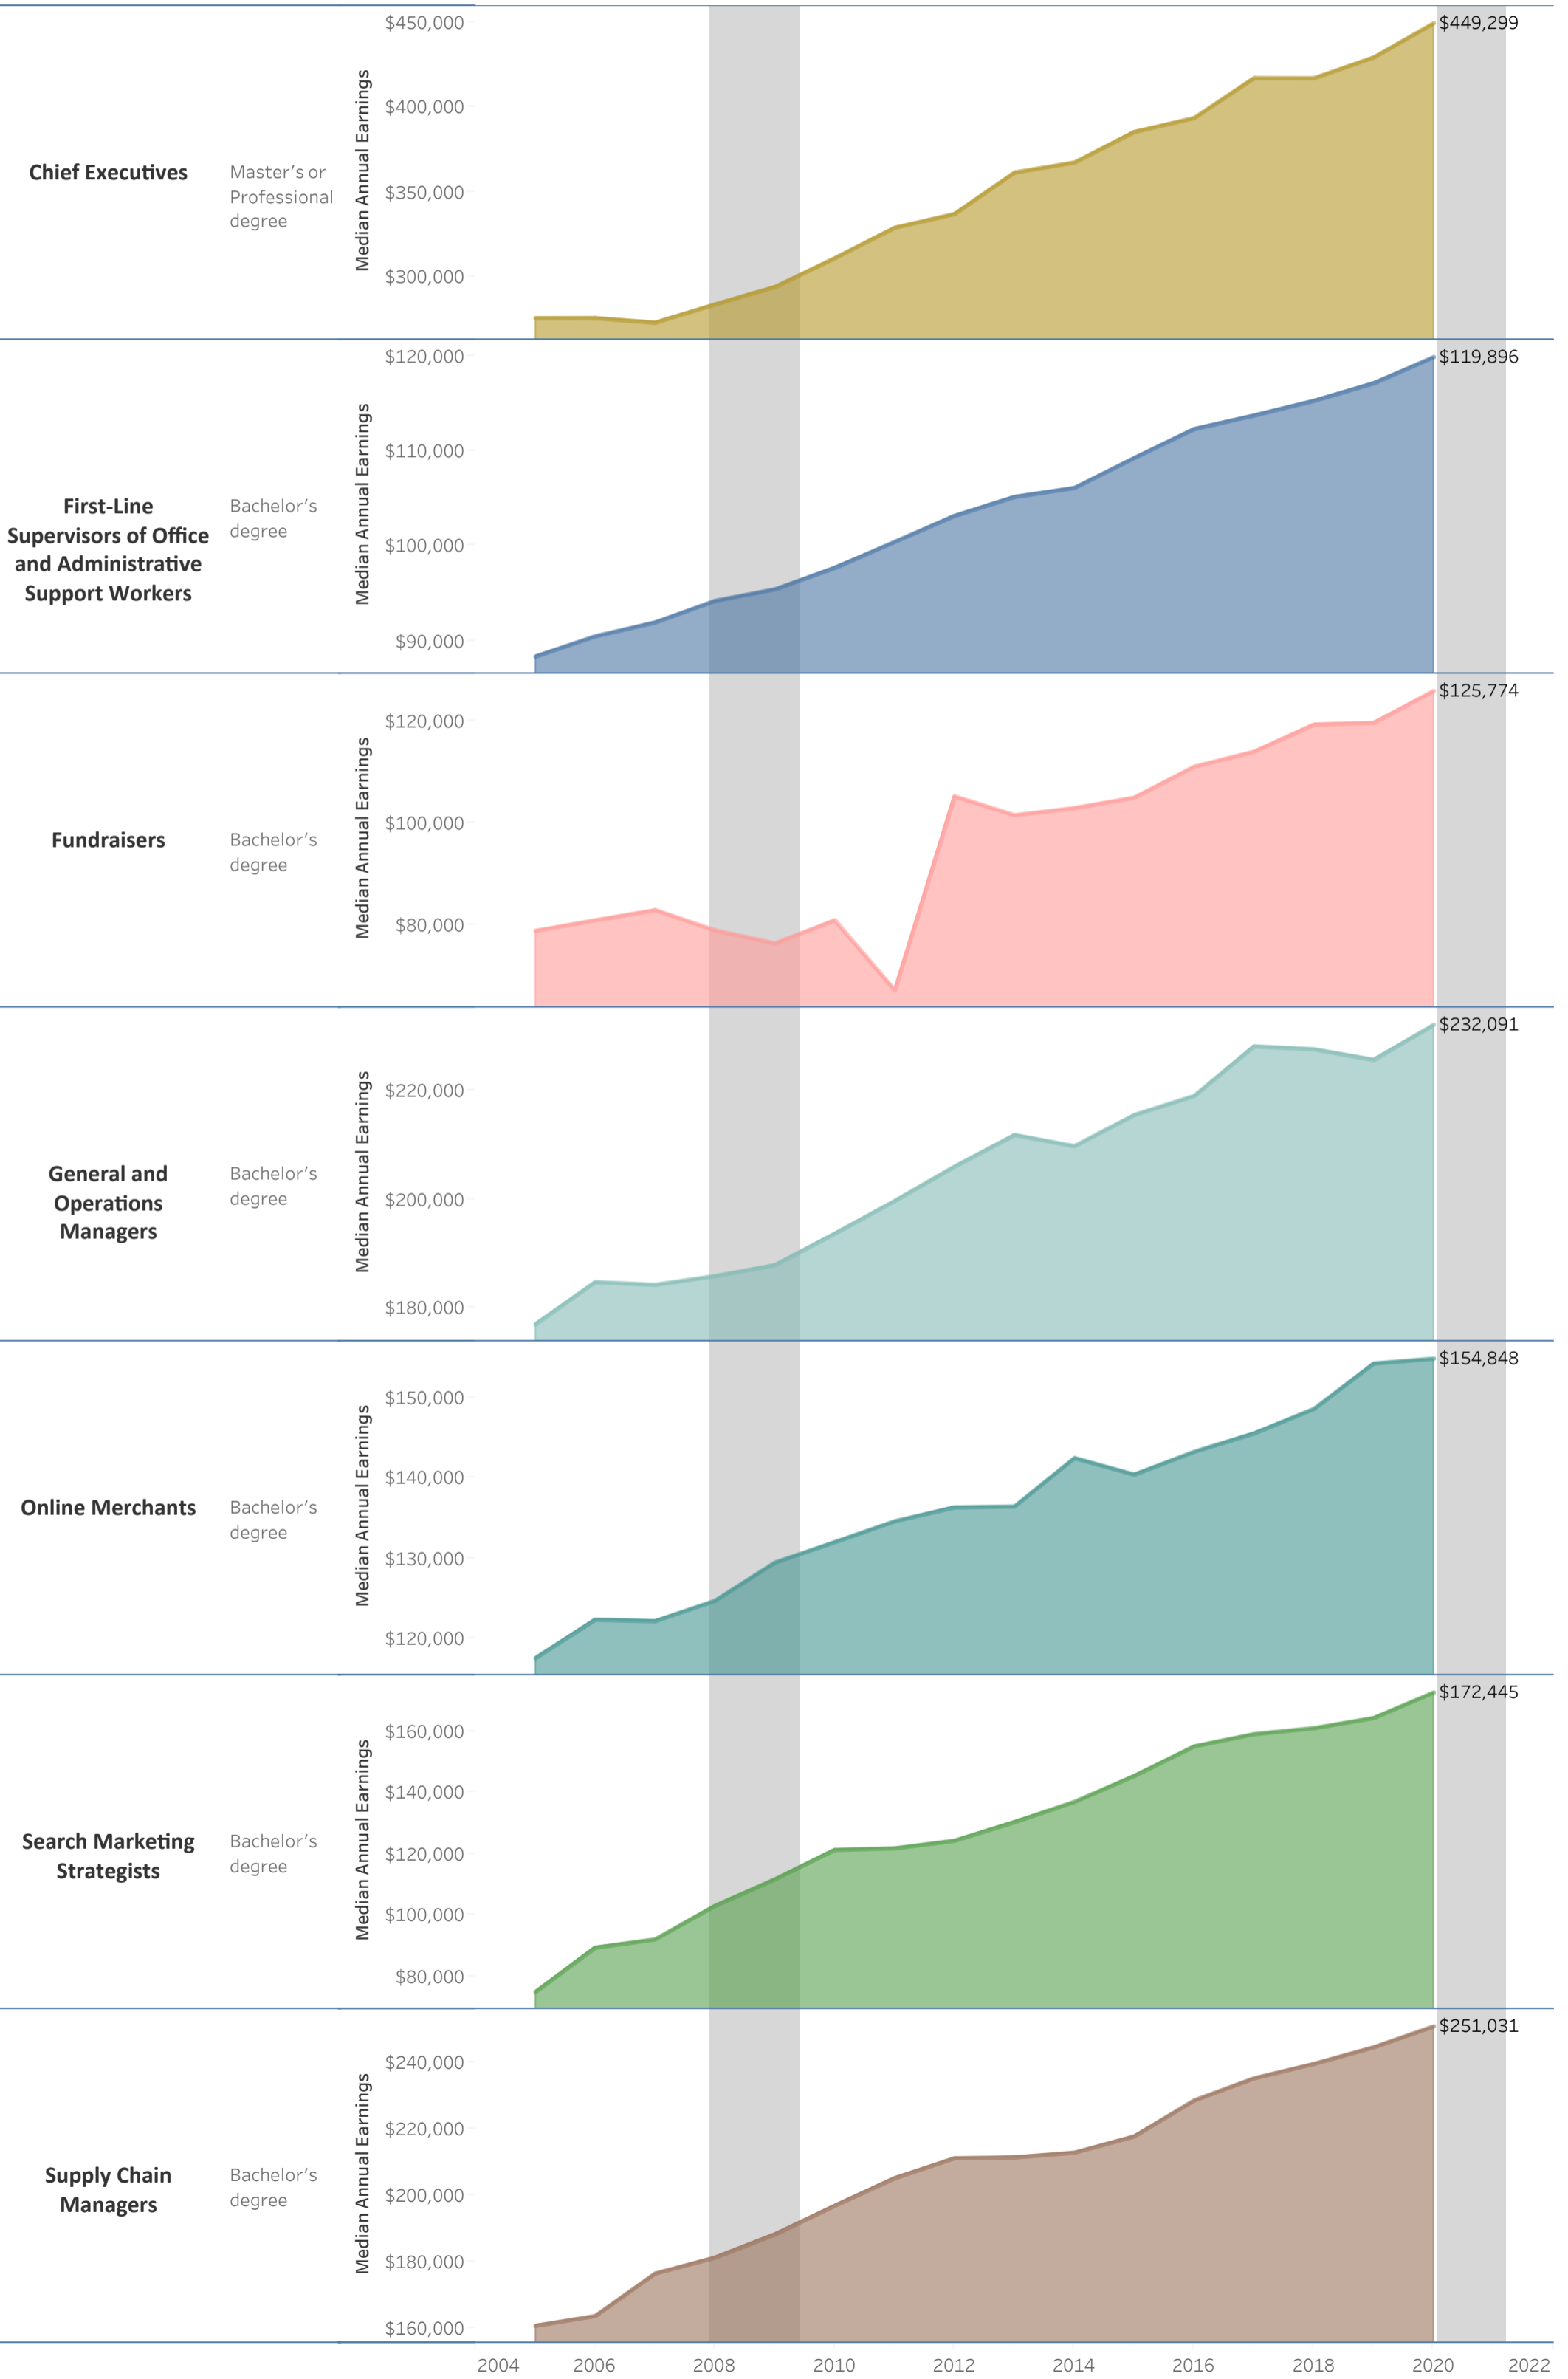 Chief Executives
Master's or
Professional
degree
Median Annual Earnings
$450,000
$400,000
$350,000
$300,000
$449,299
First-Line
Supervisors of Office
and Administrative
Support Workers
Bachelor's
degree
Median Annual Earnings
$120,000
$110,000
$100,000
$90,000
$119,896
Fundraisers
Bachelor's
degree
Median Annual Earnings
$120,000
$100,000
$80,000
$125,774
General and
Operations
Managers
Bachelor's
degree
Median Annual Earnings
$220,000
$200,000
$180,000
$232,091
Online Merchants
Bachelor's
degree
Median Annual Earnings
$150,000
$140,000
$130,000
$120,000
$154,848
Search Marketing
Strategists
Bachelor's
degree
Median Annual Earnings
$160,000
$140,000
$120,000
$100,000
$80,000
$172,445
Supply Chain
Managers
Bachelor's
degree
Median Annual Earnings
$240,000
$220,000
$200,000
$180,000
$160,000
$251,031
2004 2006 2008 2010 2012 2014 2016 2018 2020 2022